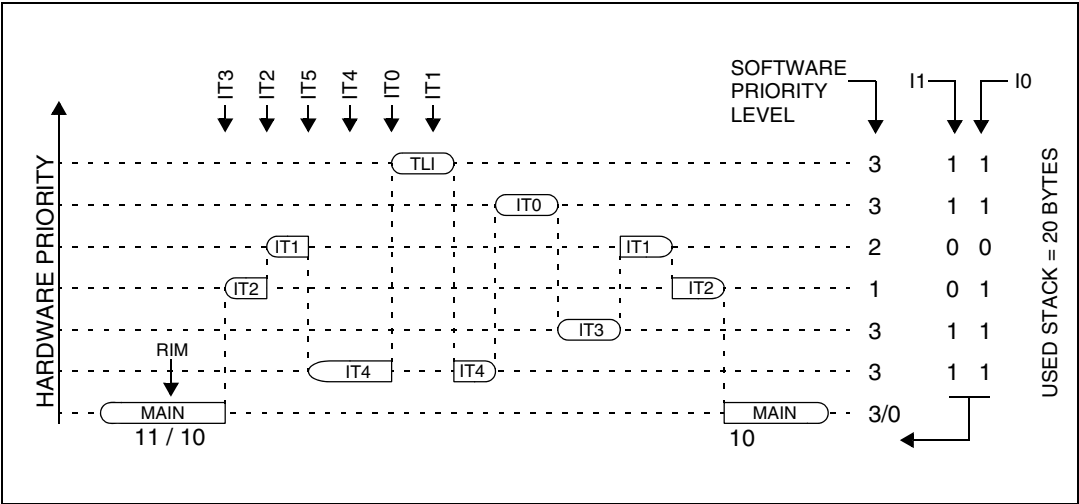 IT3
IT2
IT5
IT4
IT0
IT1
SOFTWARE
PRIORITY
LEVEL
I1
I0
HARDWARE PRIORITY
USED STACK = 20 BYTES
TLI
3
1 1
IT0
3
1 1
IT1
IT1
2
0 0
IT2
IT2
1
0 1
IT3
3
1 1
RIM
IT4
IT4
3
1 1
MAIN
MAIN
3/0
11 / 10
10